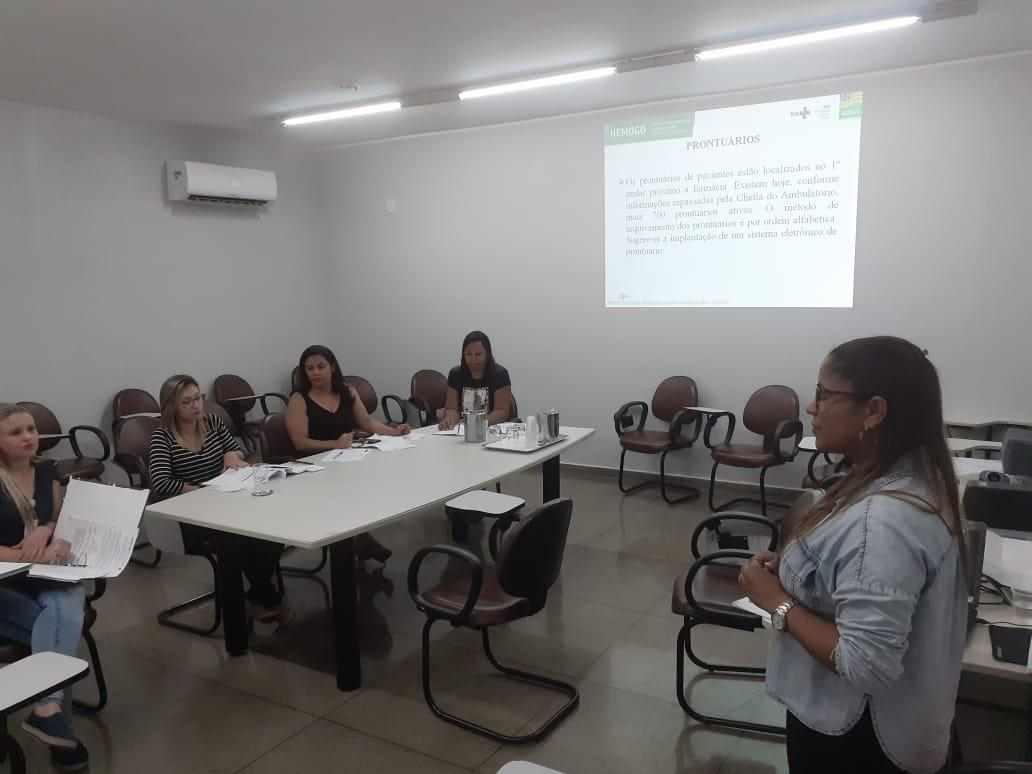 HEMOGO
SUS
GOIÁS
PRONTUÁRIOS
➢ Os prontuários de pacientes estão localizados no 1º
andar próximo a farmácia. Existem hoje, conforme
informações repassadas pela Chefia do Ambulatório,
mais 700 prontuários ativos. O método de
arquivamento dos prontuários é por ordem alfabetica.
Sugere-se a implantação de um sistema eletrônico de
prontuário